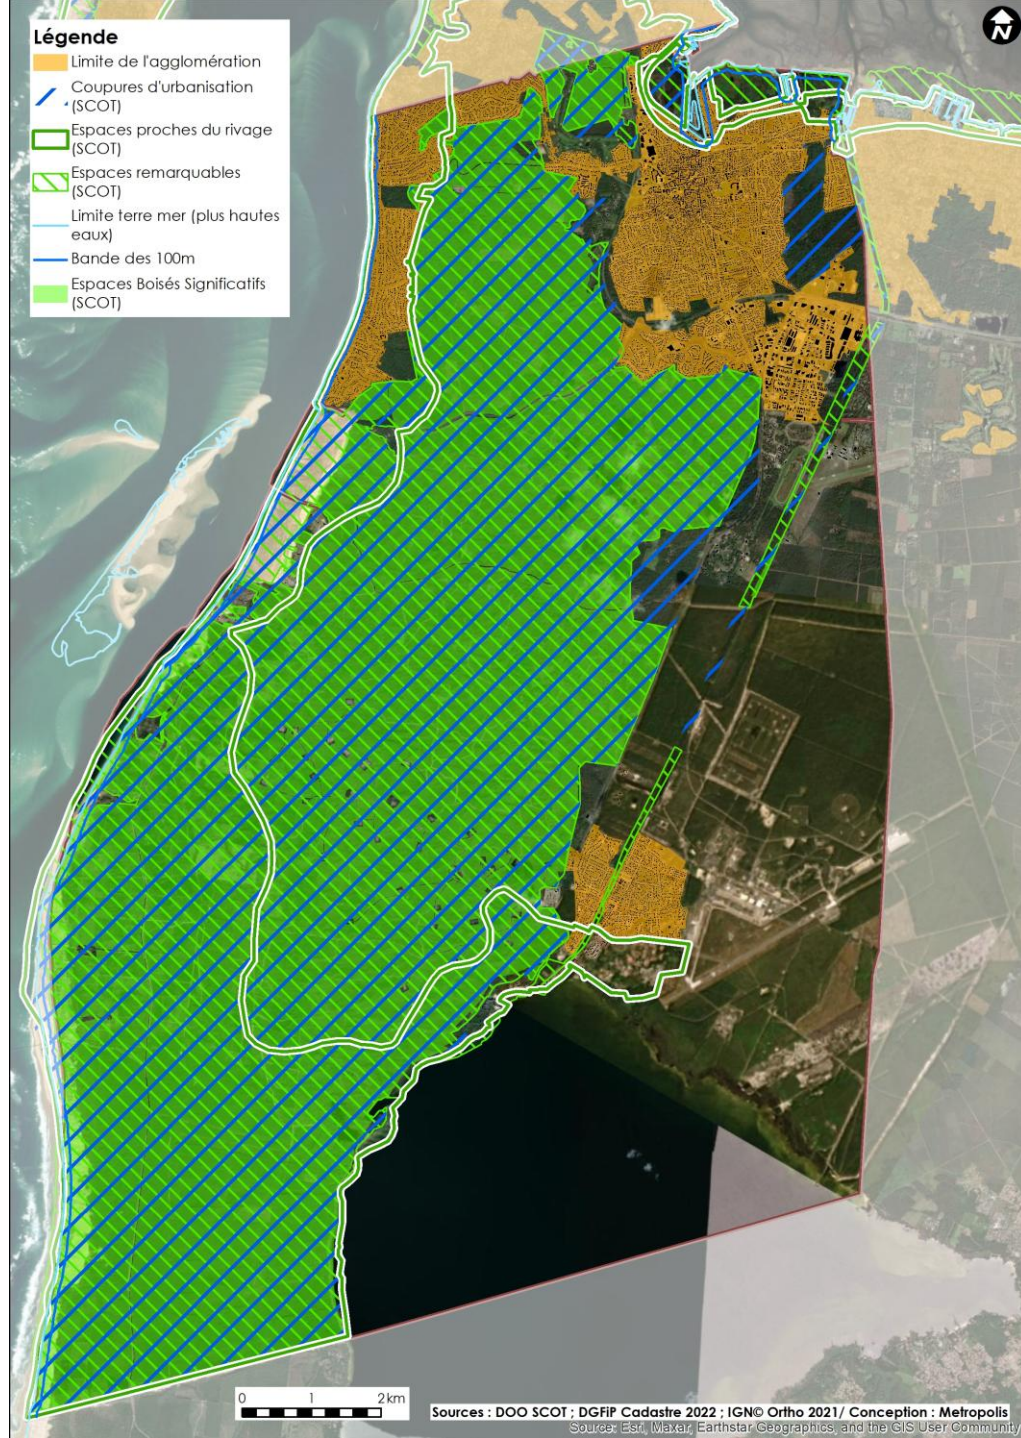 N
Légende
Limite de l'agglomération
Coupures d'urbanisation
(SCOT)
Espaces proches du rivage
(SCOT)
Espaces remarquables
(SCOT)
Limite terre mer (plus hautes
eaux)
Bande des 100m
Espaces Boisés Significatifs
(SCOT)
0 1 2 km
Sources : DOO SCOT ; DGFiP Cadastre 2022 ; IGN© Ortho 2021/ Conception : Metropolis
Source: Esri, Maxar, Earthstar Geographics, and the GIS User Community